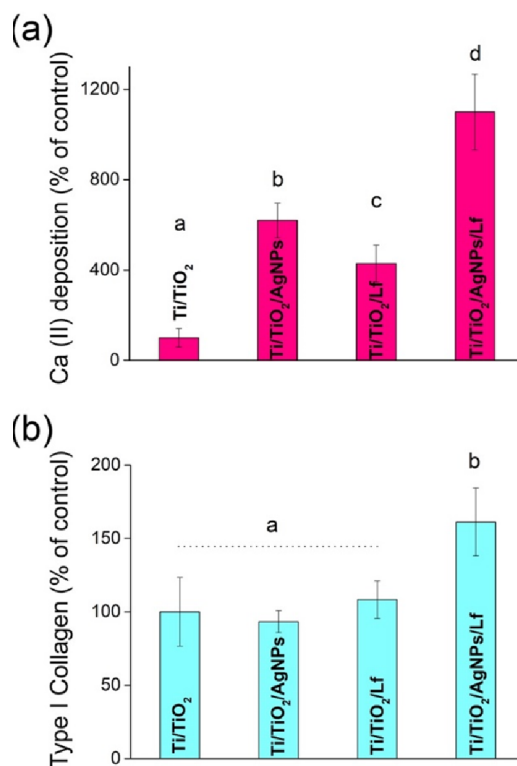 (a)
Ca (II) deposition (% of control)
1200
800
400
0
a
b
c
d
Ti/TiO₂
Ti/TiO₂/AgNPs
Ti/TiO₂/Lf
Ti/TiO₂/AgNPs/Lf
(b)
Type I Collagen (% of control)
200
150
100
50
0
a
b
Ti/TiO₂
Ti/TiO₂/AgNPs
Ti/TiO₂/Lf
Ti/TiO₂/AgNPs/Lf